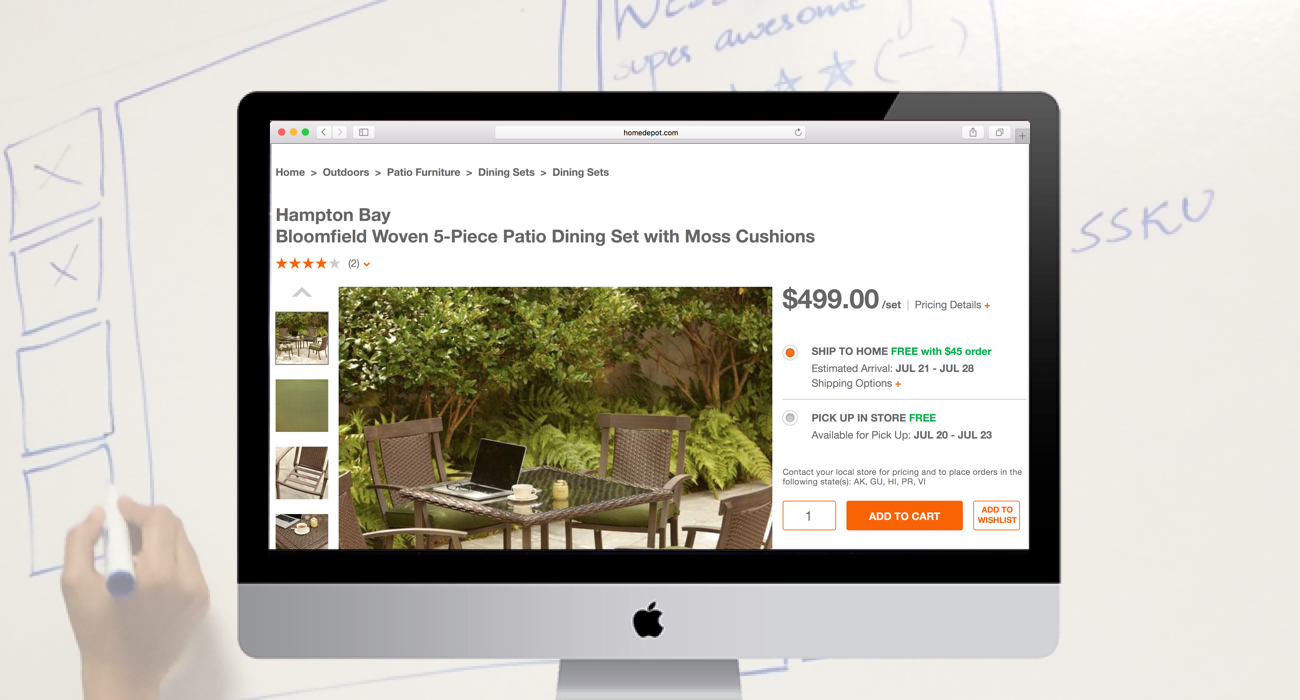 super awesome
SSKU
homedepot.com
Home > Outdoors > Patio Furniture > Dining Sets > Dining Sets
Hampton Bay
Bloomfield Woven 5-Piece Patio Dining Set with Moss Cushions
(2)
$499.00 /set | Pricing Details +
SHIP TO HOME FREE with $45 order
Estimated Arrival: JUL 21 - JUL 28
Shipping Options +
PICK UP IN STORE FREE
Available for Pick Up: JUL 20 - JUL 23
Contact your local store for pricing and to place orders in the
following state(s): AK, GU, HI, PR, VI
1
ADD TO CART
ADD TO
WISHLIST